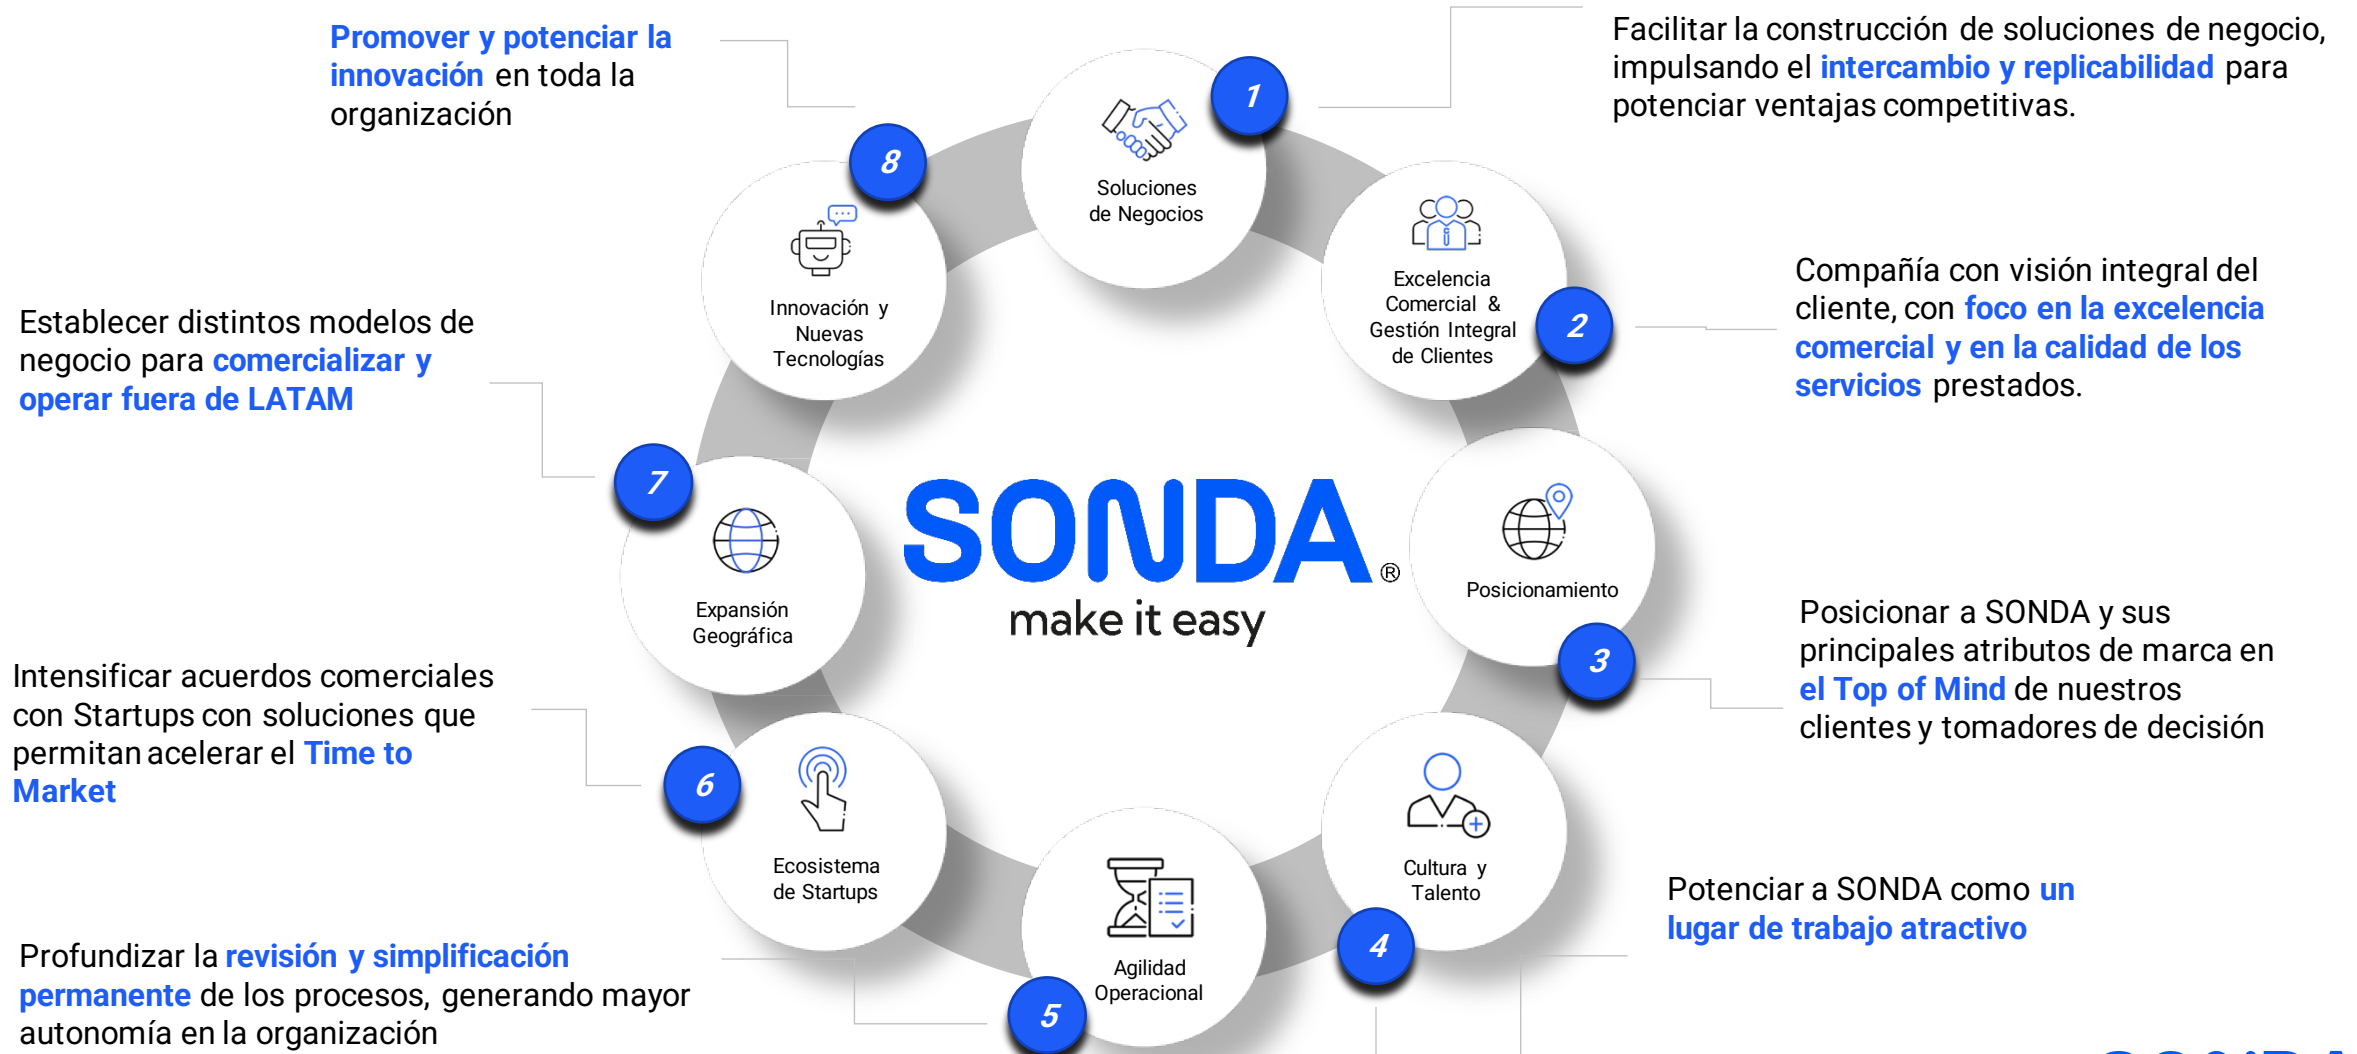 Promover y potenciar la
innovación en toda la
organización
Facilitar la construcción de soluciones de negocio,
impulsando el intercambio y replicabilidad para
potenciar ventajas competitivas.
1
Soluciones
de Negocios
8
Innovación y
Nuevas
Tecnologías
Excelencia
Comercial &
Gestión Integral
de Clientes
2
Compañía con visión integral del
cliente, con foco en la excelencia
comercial y en la calidad de los
servicios prestados.
Establecer distintos modelos de
negocio para comercializar y
operar fuera de LATAM
7
Expansión
Geográfica
SONDA®
make it easy
Posicionamiento
3
Posicionar a SONDA y sus
principales atributos de marca en
el Top of Mind de nuestros
clientes y tomadores de decisión
Intensificar acuerdos comerciales
con Startups con soluciones que
permitan acelerar el Time to
Market
6
Ecosistema
de Startups
Cultura y
Talento
4
Potenciar a SONDA como un
lugar de trabajo atractivo
Profundizar la revisión y simplificación
permanente de los procesos, generando mayor
autonomía en la organización
5
Agilidad
Operacional